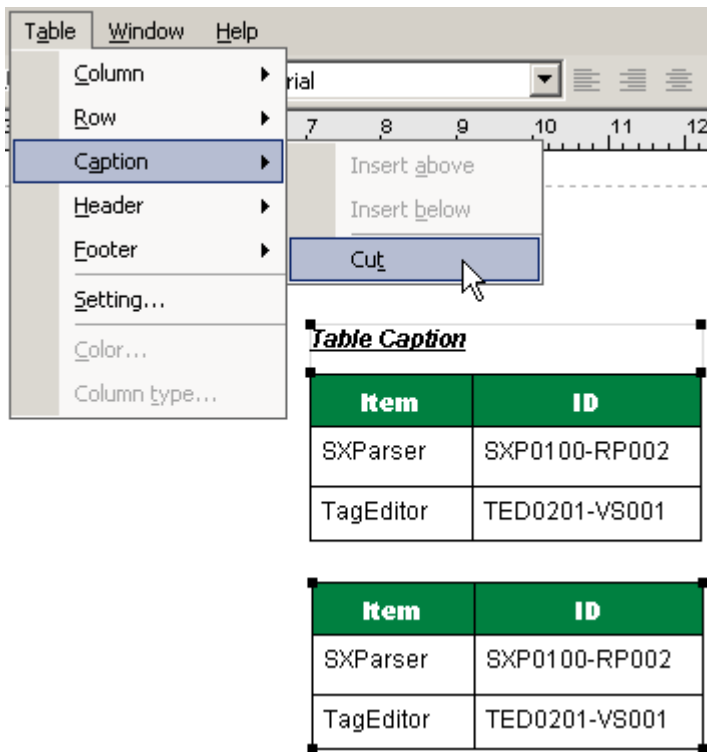 Table Window Help
Column
rial
Row
7 8 9 10 11 12
Caption
Insert above
Header
Insert below
Footer
Cut
Setting...
Color...
Column type...
Table Caption
Item ID
SXParser SXP0100-RP002
TagEditor TED0201-VS001
Item ID
SXParser SXP0100-RP002
TagEditor TED0201-VS001